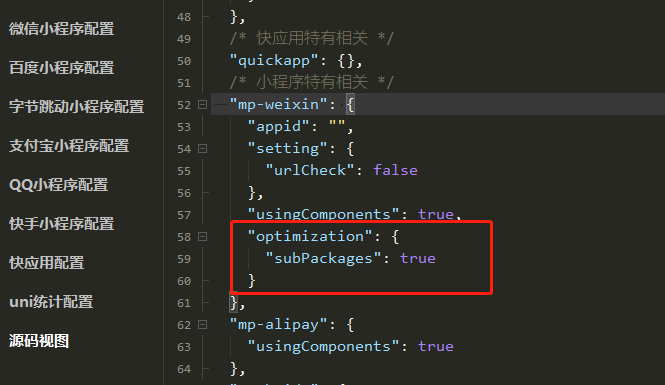 微信小程序配置
百度小程序配置
字节跳动小程序配置
支付宝小程序配置
QQ小程序配置
快手小程序配置
快应用配置
uni统计配置
源码视图
48 },
49 /* 快应用特有相关 */
50 "quickapp": {},
51 /* 小程序特有相关 */
52 "mp-weixin": {
53 "appid": "",
54 "setting": {
55 "urlCheck": false
56 },
57 "usingComponents": true,
58 "optimization": {
59 "subPackages": true
60 }
61 },
62 "mp-alipay": {
63 "usingComponents": true
64 },